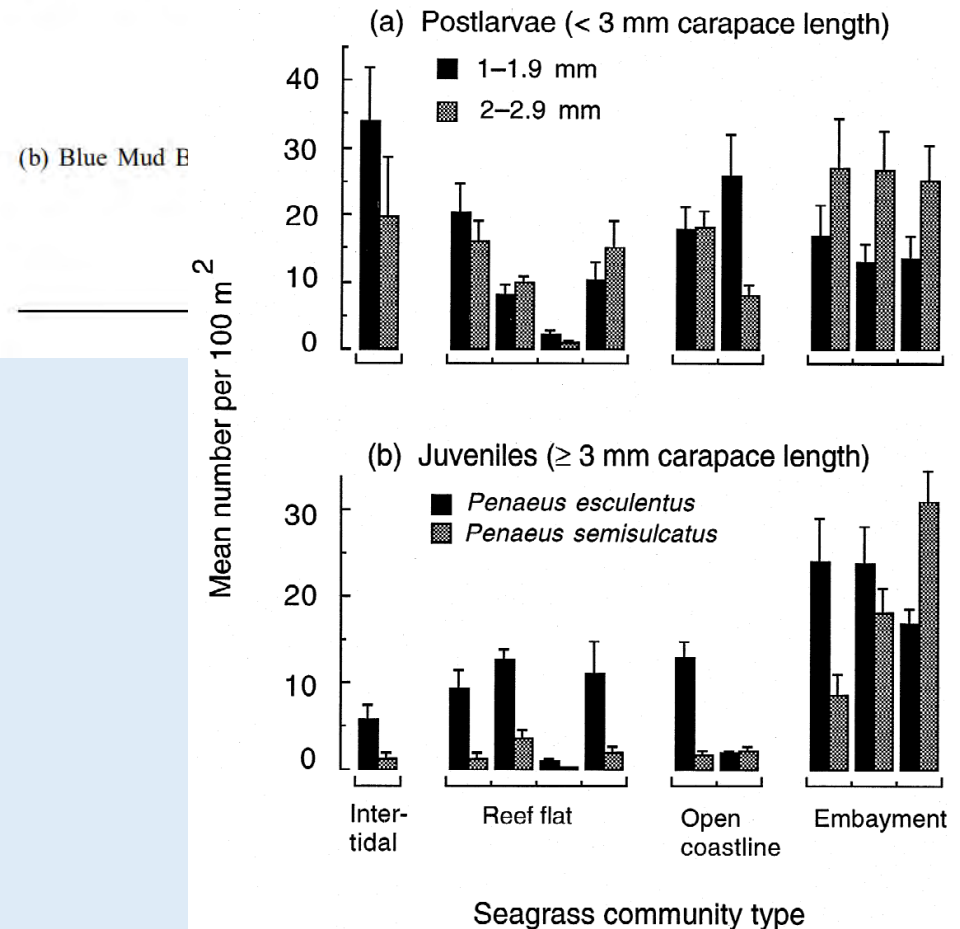 (a) Postlarvae (< 3 mm carapace length)
1–1.9 mm
2–2.9 mm
40
30
20
10
0
(b) Blue Mud B
Mean number per 100 m²
(b) Juveniles (≥ 3 mm carapace length)
Penaeus esculentus
Penaeus semisulcatus
30
20
10
0
Inter-
tidal
Reef flat
Open
coastline
Embayment
Seagrass community type